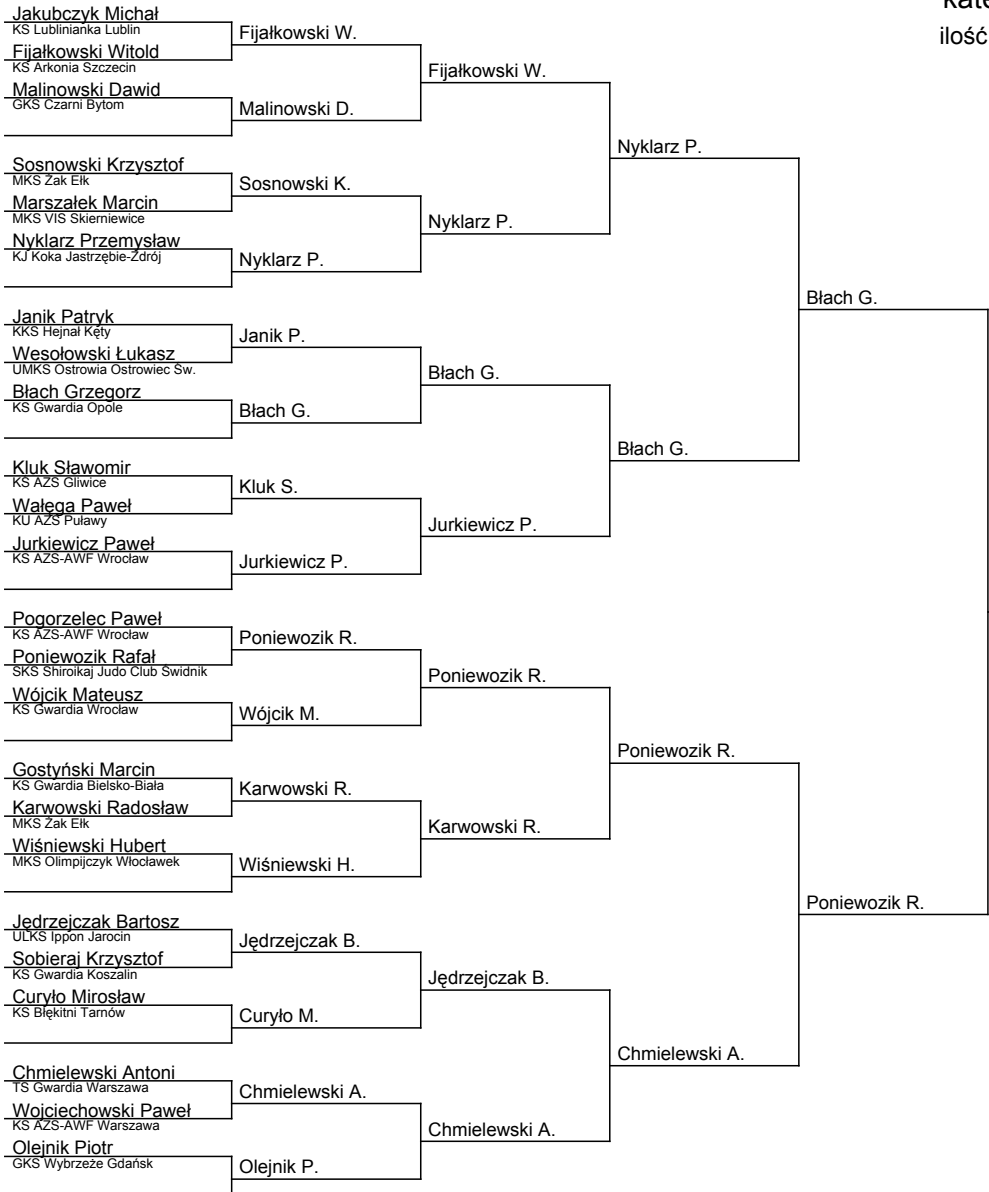 kate
ilość
Jakubczyk Michał
KS Lublinianka Lublin
Fijałkowski Witold
KS Arkonia Szczecin
Malinowski Dawid
GKS Czarni Bytom
Sosnowski Krzysztof
MKS Żak Ełk
Marszałek Marcin
MKS VIS Skierniewice
Nyklarz Przemysław
KJ Koka Jastrzębie-Zdrój
Janik Patryk
KKS Hejnał Kęty
Wesołowski Łukasz
UMKS Ostrovia Ostrowiec Św.
Błach Grzegorz
KS Gwardia Opole
Kluk Sławomir
KS AZS Gliwice
Wałęga Paweł
KU AZS Puławy
Jurkiewicz Paweł
KS AZS-AWF Wrocław
Pogorzelec Paweł
KS AZS-AWF Wrocław
Poniewozik Rafał
SKS Shiroikaj Judo Club Świdnik
Wójcik Mateusz
KS Gwardia Wrocław
Gostyński Marcin
KS Gwardia Bielsko-Biała
Karwowski Radosław
MKS Żak Ełk
Wiśniewski Hubert
MKS Olimpijczyk Włocławek
Jędrzejczak Bartosz
ULKS Ippon Jarocin
Sobieraj Krzysztof
KS Gwardia Koszalin
Curyło Mirosław
KS Błękitni Tarnów
Chmielewski Antoni
TS Gwardia Warszawa
Wojciechowski Paweł
KS AZS-AWF Warszawa
Olejnik Piotr
GKS Wybrzeże Gdańsk
Fijałkowski W.
Malinowski D.
Sosnowski K.
Nyklarz P.
Janik P.
Błach G.
Kluk S.
Jurkiewicz P.
Poniewozik R.
Wójcik M.
Karwowski R.
Wiśniewski H.
Jędrzejczak B.
Curyło M.
Chmielewski A.
Olejnik P.
Fijałkowski W.
Nyklarz P.
Błach G.
Jurkiewicz P.
Poniewozik R.
Karwowski R.
Jędrzejczak B.
Chmielewski A.
Nyklarz P.
Błach G.
Poniewozik R.
Chmielewski A.
Błach G.
Poniewozik R.